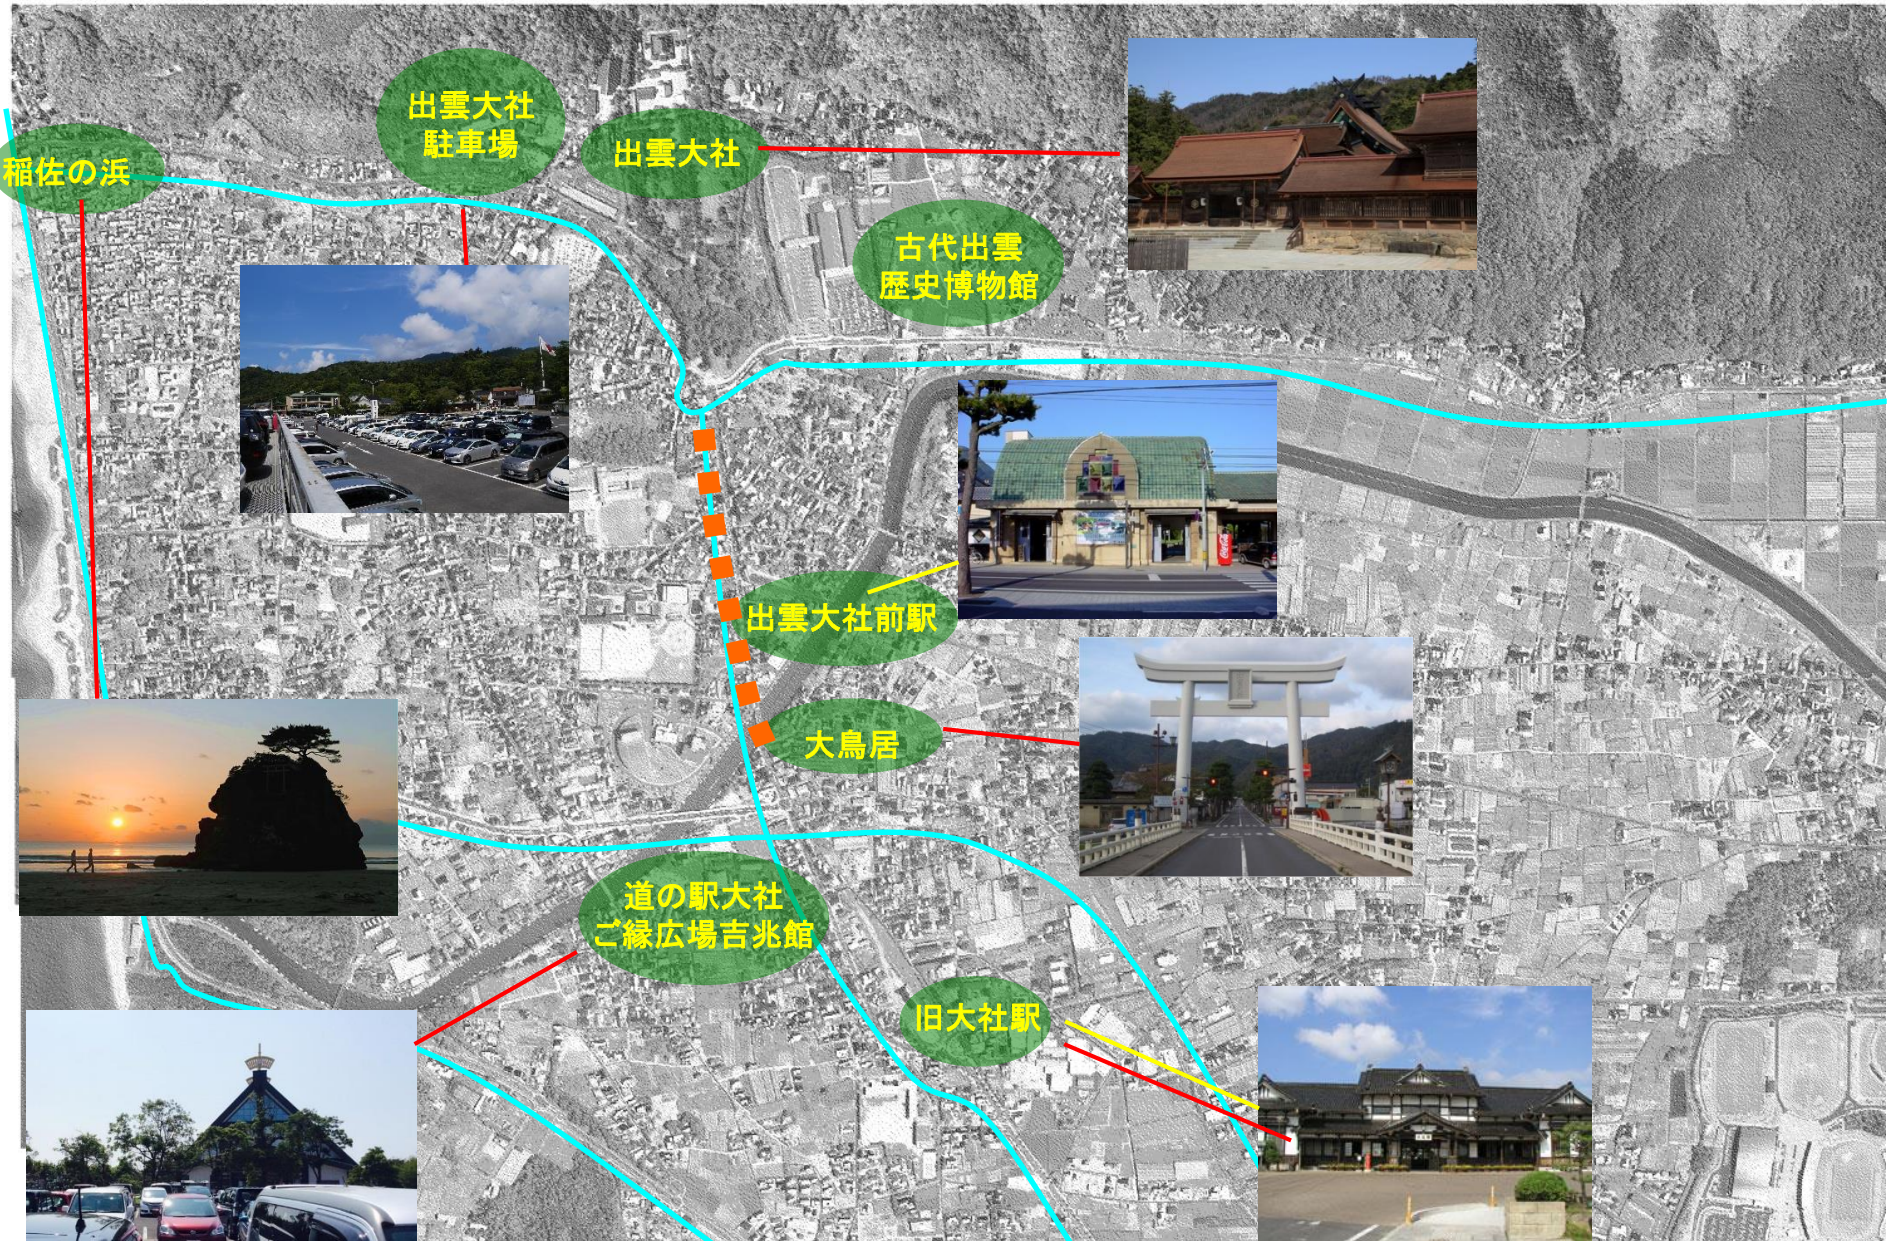 出雲大社
駐車場
出雲大社
稲佐の浜
古代出雲
歴史博物館
出雲大社前駅
大鳥居
道の駅大社
ご縁広場吉兆館
旧大社駅
Coca-Cola